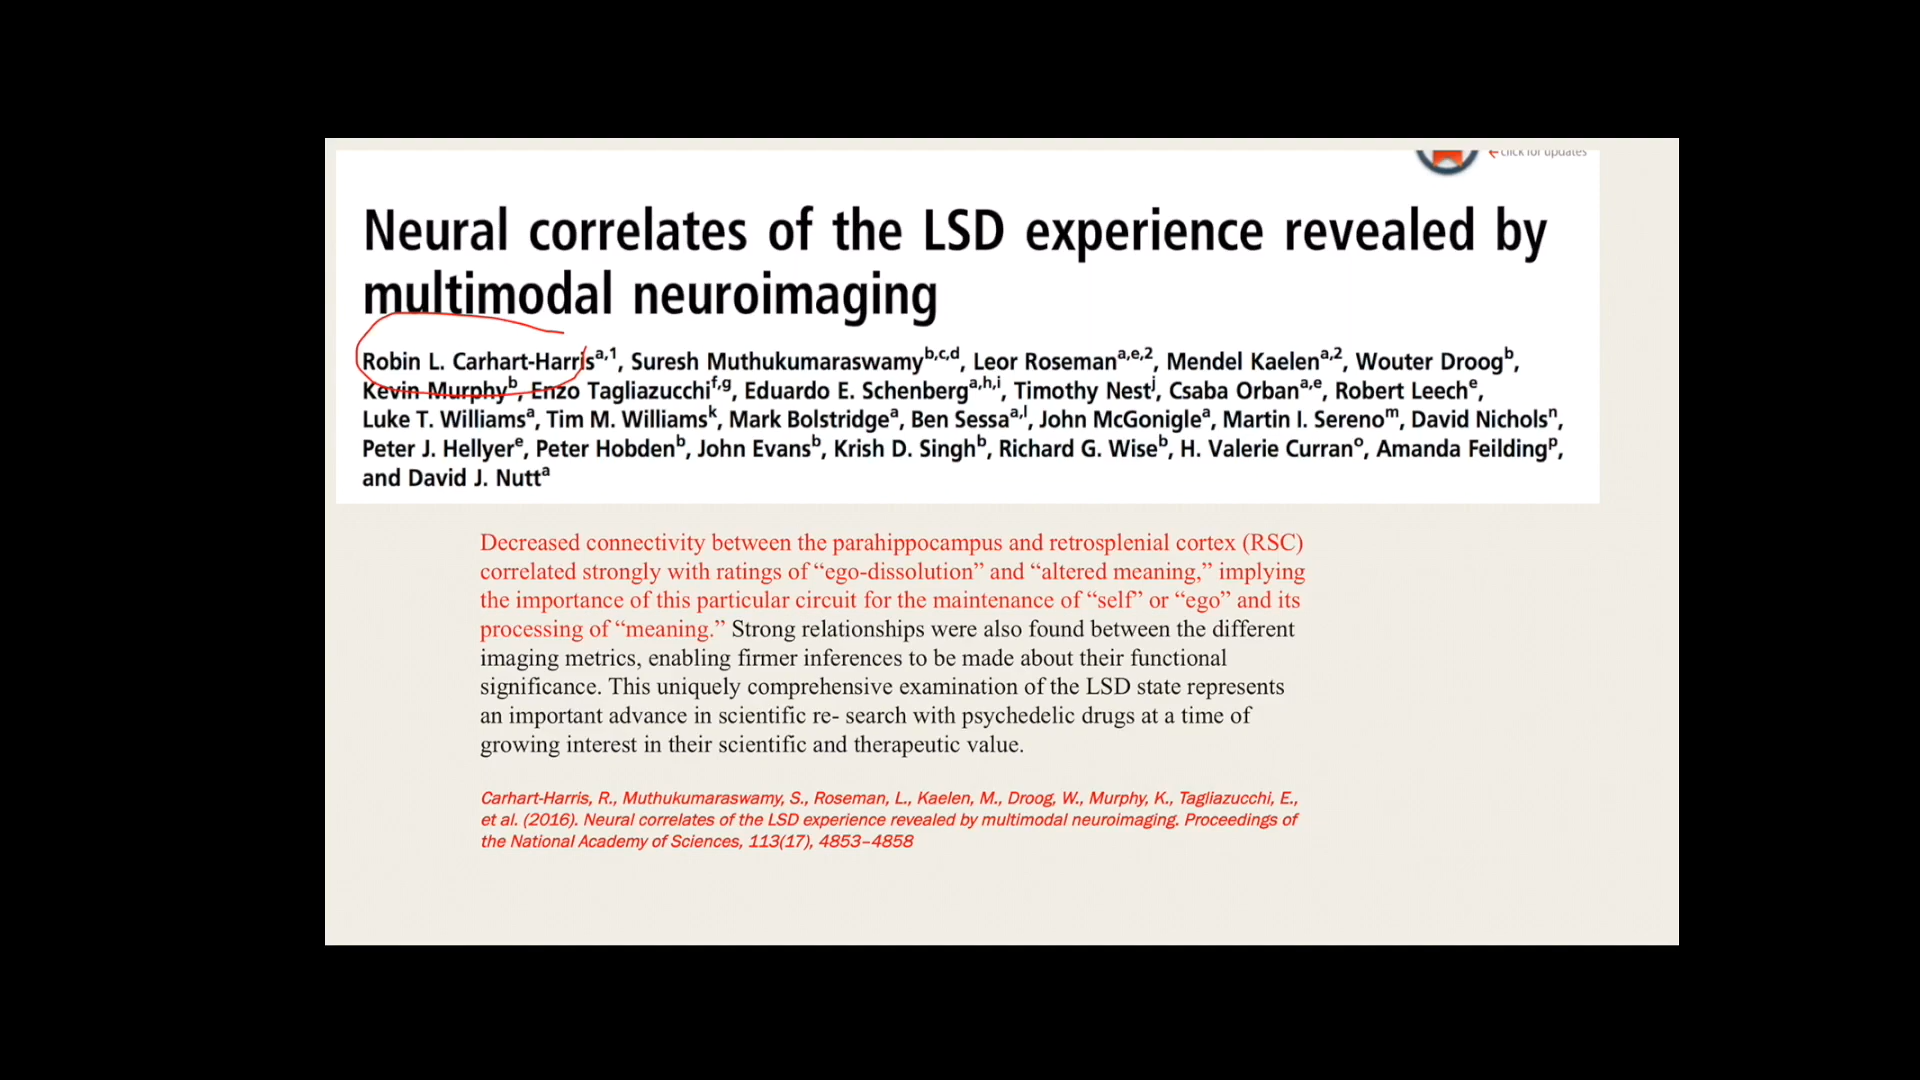 click for updates
Neural correlates of the LSD experience revealed by
multimodal neuroimaging
Robin L. Carhart-Harrisa,1, Suresh Muthukumaraswamyb,c,d, Leor Rosemana,e,2, Mendel Kaelena,2, Wouter Droogb,
Kevin Murphyb, Enzo Tagliazucchif,g, Eduardo E. Schenberga,h,i, Timothy Nestj, Csaba Orbana,e, Robert Leeche,
Luke T. Williamsa, Tim M. Williamsk, Mark Bolstridgea, Ben Sessaa,l, John McGoniglea, Martin I. Serenom, David Nicholsn,
Peter J. Hellyere, Peter Hobdenb, John Evansb, Krish D. Singhb, Richard G. Wiseb, H. Valerie Currano, Amanda Feildingp,
and David J. Nutta
Decreased connectivity between the parahippocampus and retrosplenial cortex (RSC)
correlated strongly with ratings of “ego-dissolution” and “altered meaning,” implying
the importance of this particular circuit for the maintenance of “self” or “ego” and its
processing of “meaning.” Strong relationships were also found between the different
imaging metrics, enabling firmer inferences to be made about their functional
significance. This uniquely comprehensive examination of the LSD state represents
an important advance in scientific re- search with psychedelic drugs at a time of
growing interest in their scientific and therapeutic value.
Carhart-Harris, R., Muthukumaraswamy, S., Roseman, L., Kaelen, M., Droog, W., Murphy, K., Tagliazucchi, E.,
et al. (2016). Neural correlates of the LSD experience revealed by multimodal neuroimaging. Proceedings of
the National Academy of Sciences, 113(17), 4853–4858